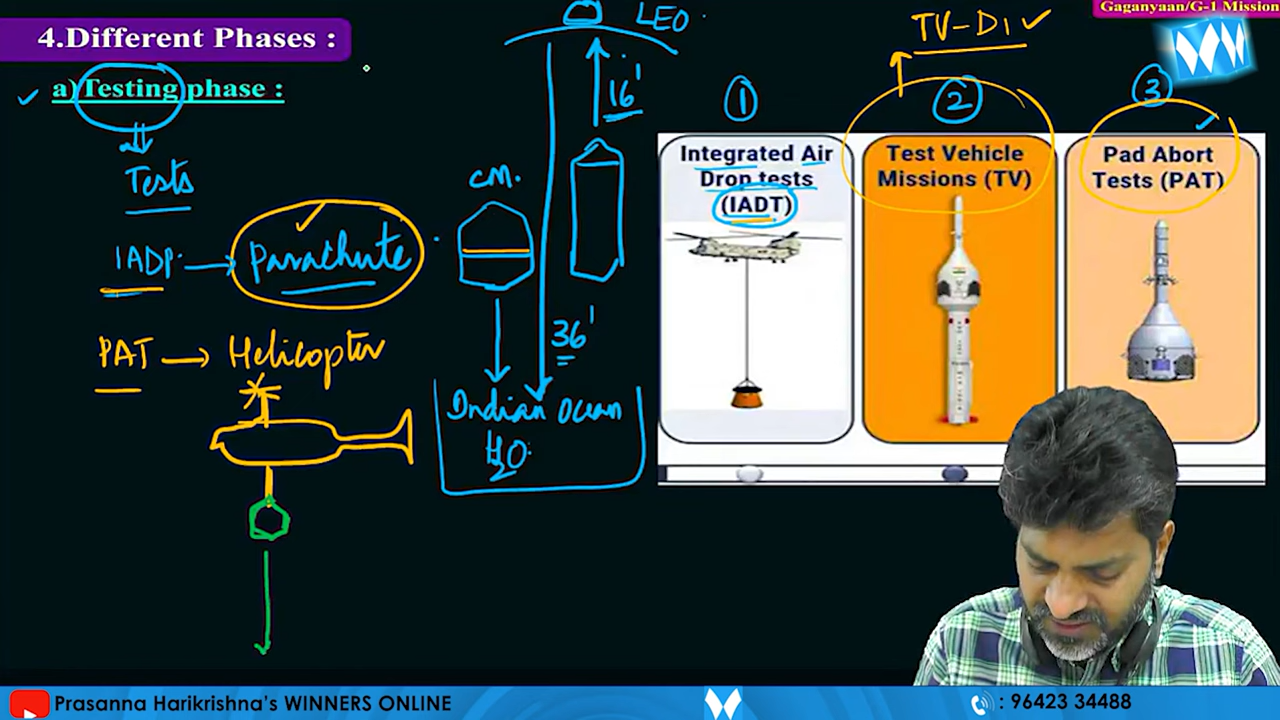 Gaganyaan/G-1 Mission
4.Different Phases :
a)Testing phase :
Tests
IADP → Parachute
PAT → Helicopter
CM.
LEO
16'
36'
Indian Ocean
H2O
TV-D1 ✓
1
2
3
Integrated Air
Drop tests
(IADT)
Test Vehicle
Missions (TV)
Pad Abort
Tests (PAT)
Prasanna Harikrishna's WINNERS ONLINE
: 96423 34488